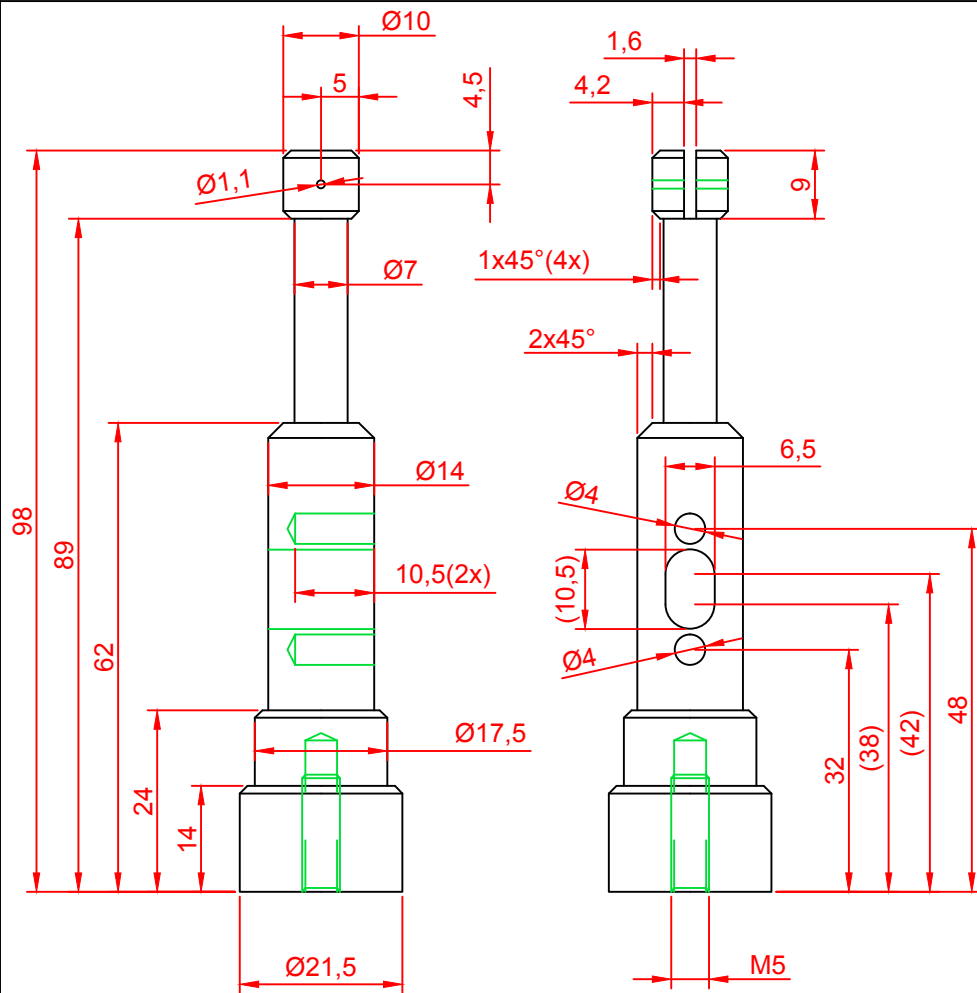 Ø10
1,6
5
4,5
4,2
Ø1,1
9
Ø7
1x45°(4x)
2x45°
Ø14
6,5
Ø4
98
89
10,5(2x)
(10,5)
62
Ø4
Ø17,5
48
(42)
(38)
32
24
14
Ø21,5
M5